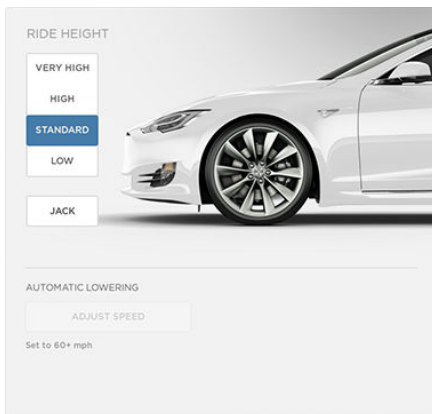 RIDE HEIGHT
VERY HIGH
HIGH
STANDARD
LOW
JACK
AUTOMATIC LOWERING
ADJUST SPEED
Set to 60+ mph